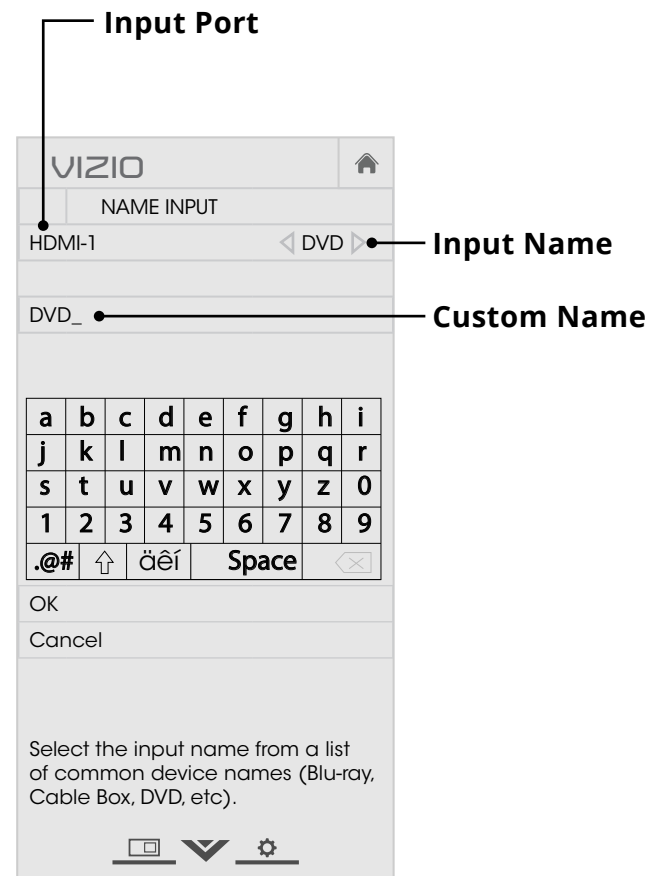 Input Port
VIZIO
NAME INPUT
HDMI-1 DVD Input Name
DVD_ Custom Name
a b c d e f g h i
j k l m n o p q r
s t u v w x y z 0
1 2 3 4 5 6 7 8 9
.@# äêí Space
OK
Cancel
Select the input name from a list
of common device names (Blu-ray,
Cable Box, DVD, etc).